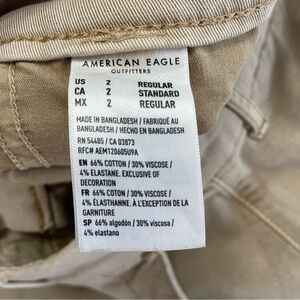 AMERICAN EAGLE
OUTFITTERS
US 2 REGULAR
CA 2 STANDARD
MX 2 REGULAR
MADE IN BANGLADESH / FABRIQUÉ AU
BANGLADESH / HECHO EN BANGLADESH
RN 54485 / CA 03873
RFC# AEM120605U9A
EN 66% COTTON / 30% VISCOSE /
4% ELASTANE. EXCLUSIVE OF
DECORATION
FR 66% COTON / 30% VISCOSE /
4% ÉLASTHANNE. À L'EXCEPTION DE LA
GARNITURE
SP 66% algodón / 30% viscosa /
4% elastano